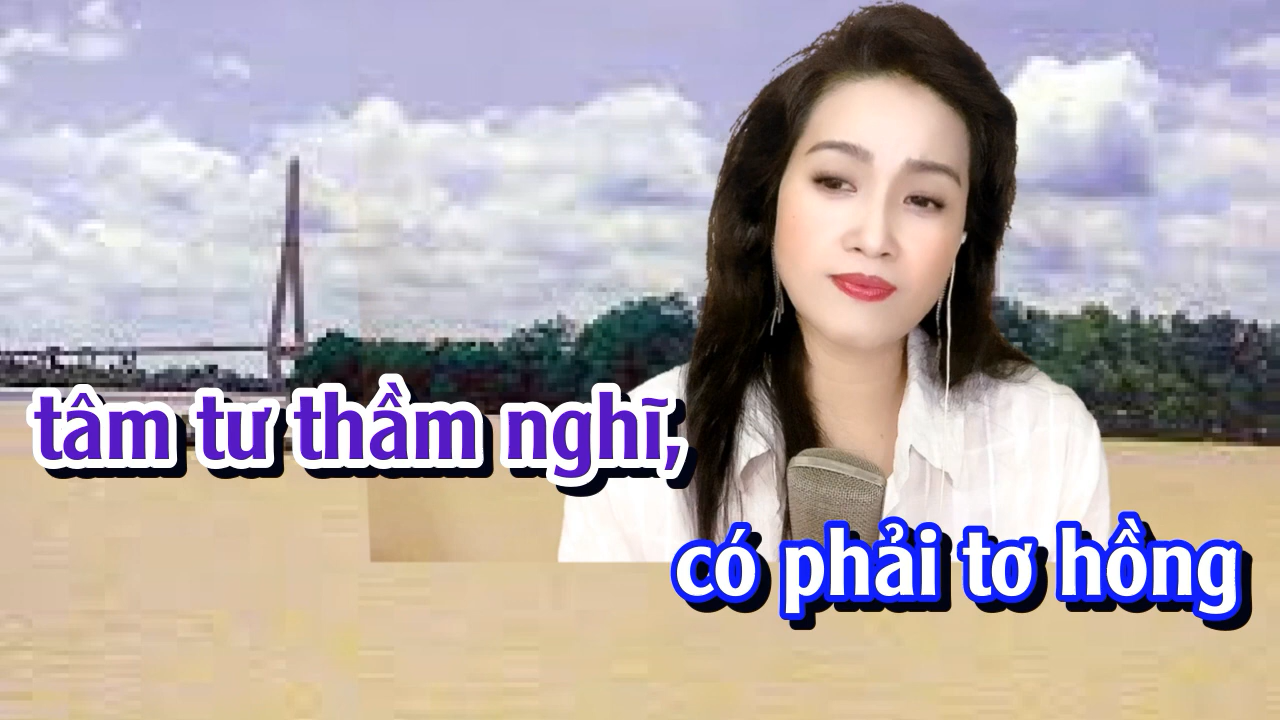 tâm tư thầm nghĩ,
có phải tơ hồng